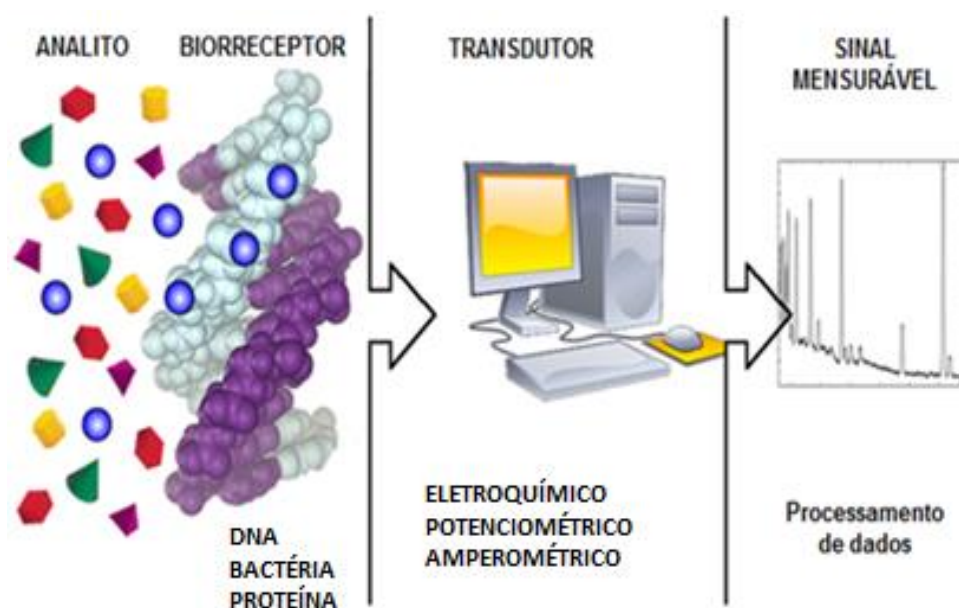 ANALITO
BIORRECEPTOR
DNA
BACTÉRIA
PROTEÍNA
TRANSDUTOR
ELETROQUÍMICO
POTENCIOMÉTRICO
AMPEROMÉTRICO
SINAL
MENSURÁVEL
Processamento
de dados